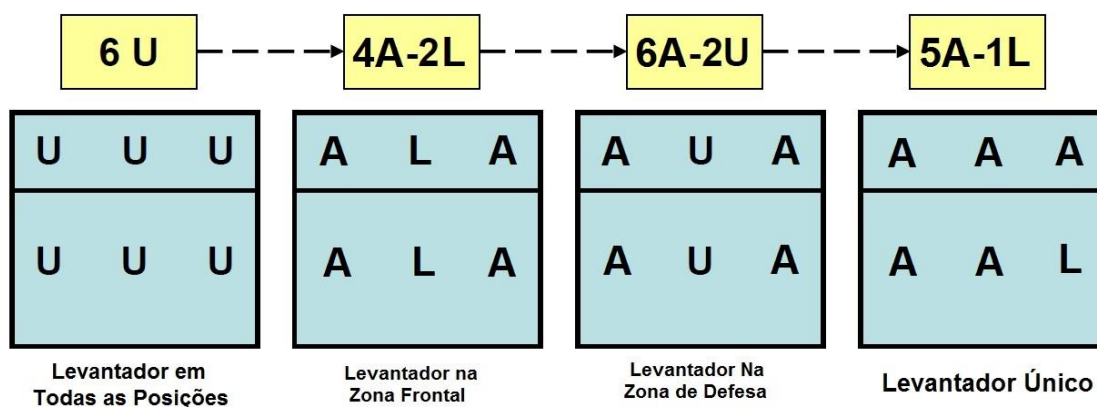 6 U
4A-2L
6A-2U
5A-1L
U U U
A L A
A U A
A A A
U U U
A L A
A U A
A A L
Levantador em
Todas as Posições
Levantador na
Zona Frontal
Levantador Na
Zona de Defesa
Levantador Único